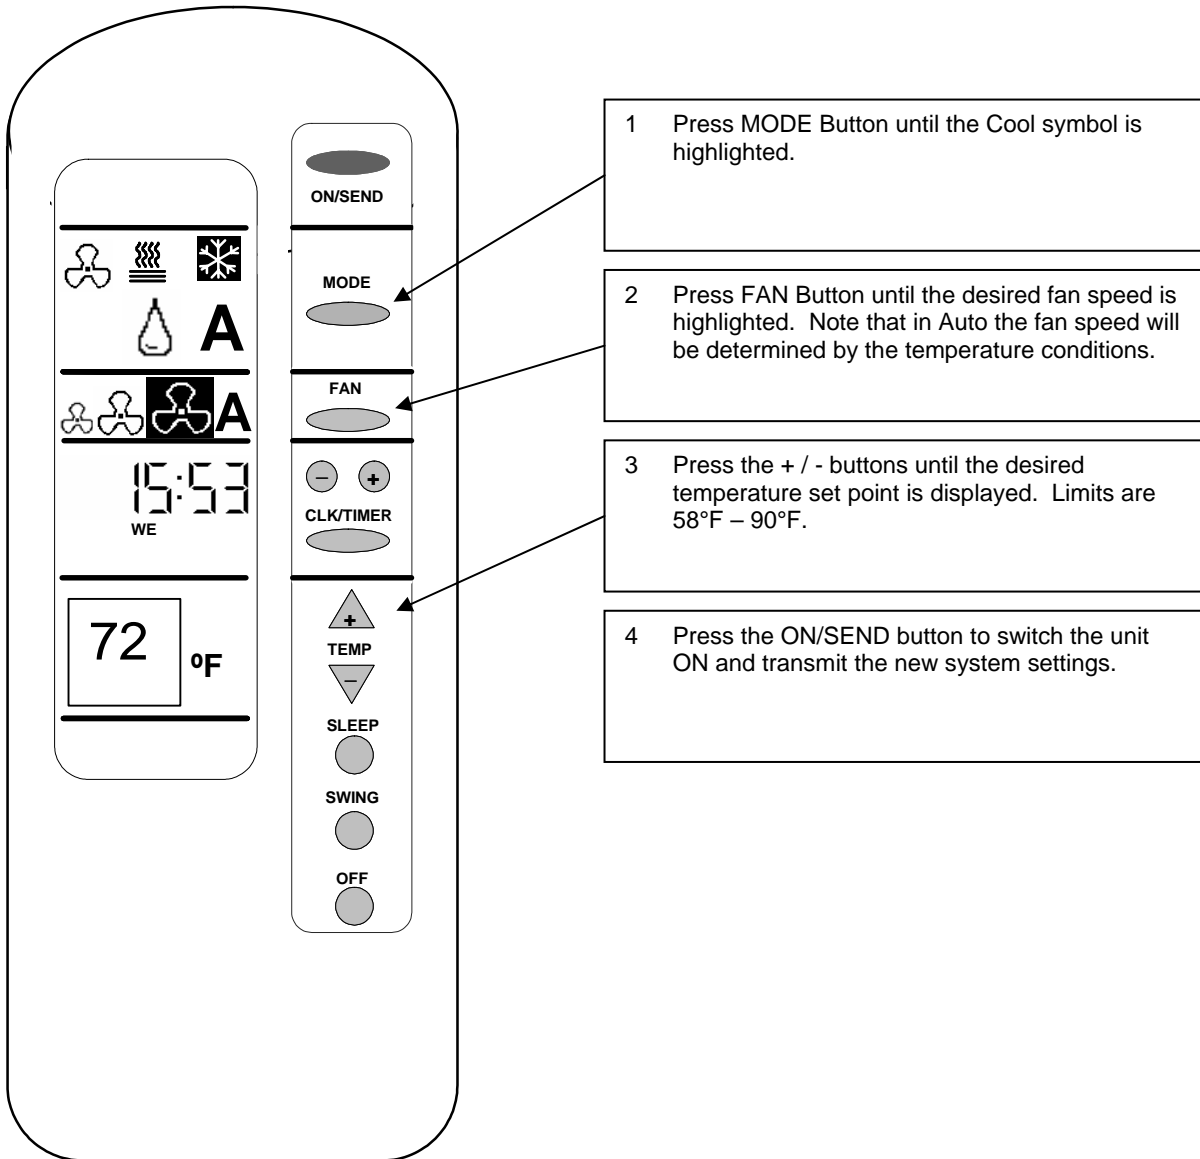 ON/SEND
MODE
A
FAN
A
15:53
WE
- +
CLK/TIMER
+
TEMP
-
72 ºF
SLEEP
SWING
OFF
1 Press MODE Button until the Cool symbol is
highlighted.
2 Press FAN Button until the desired fan speed is
highlighted. Note that in Auto the fan speed will
be determined by the temperature conditions.
3 Press the + / - buttons until the desired
temperature set point is displayed. Limits are
58°F – 90°F.
4 Press the ON/SEND button to switch the unit
ON and transmit the new system settings.